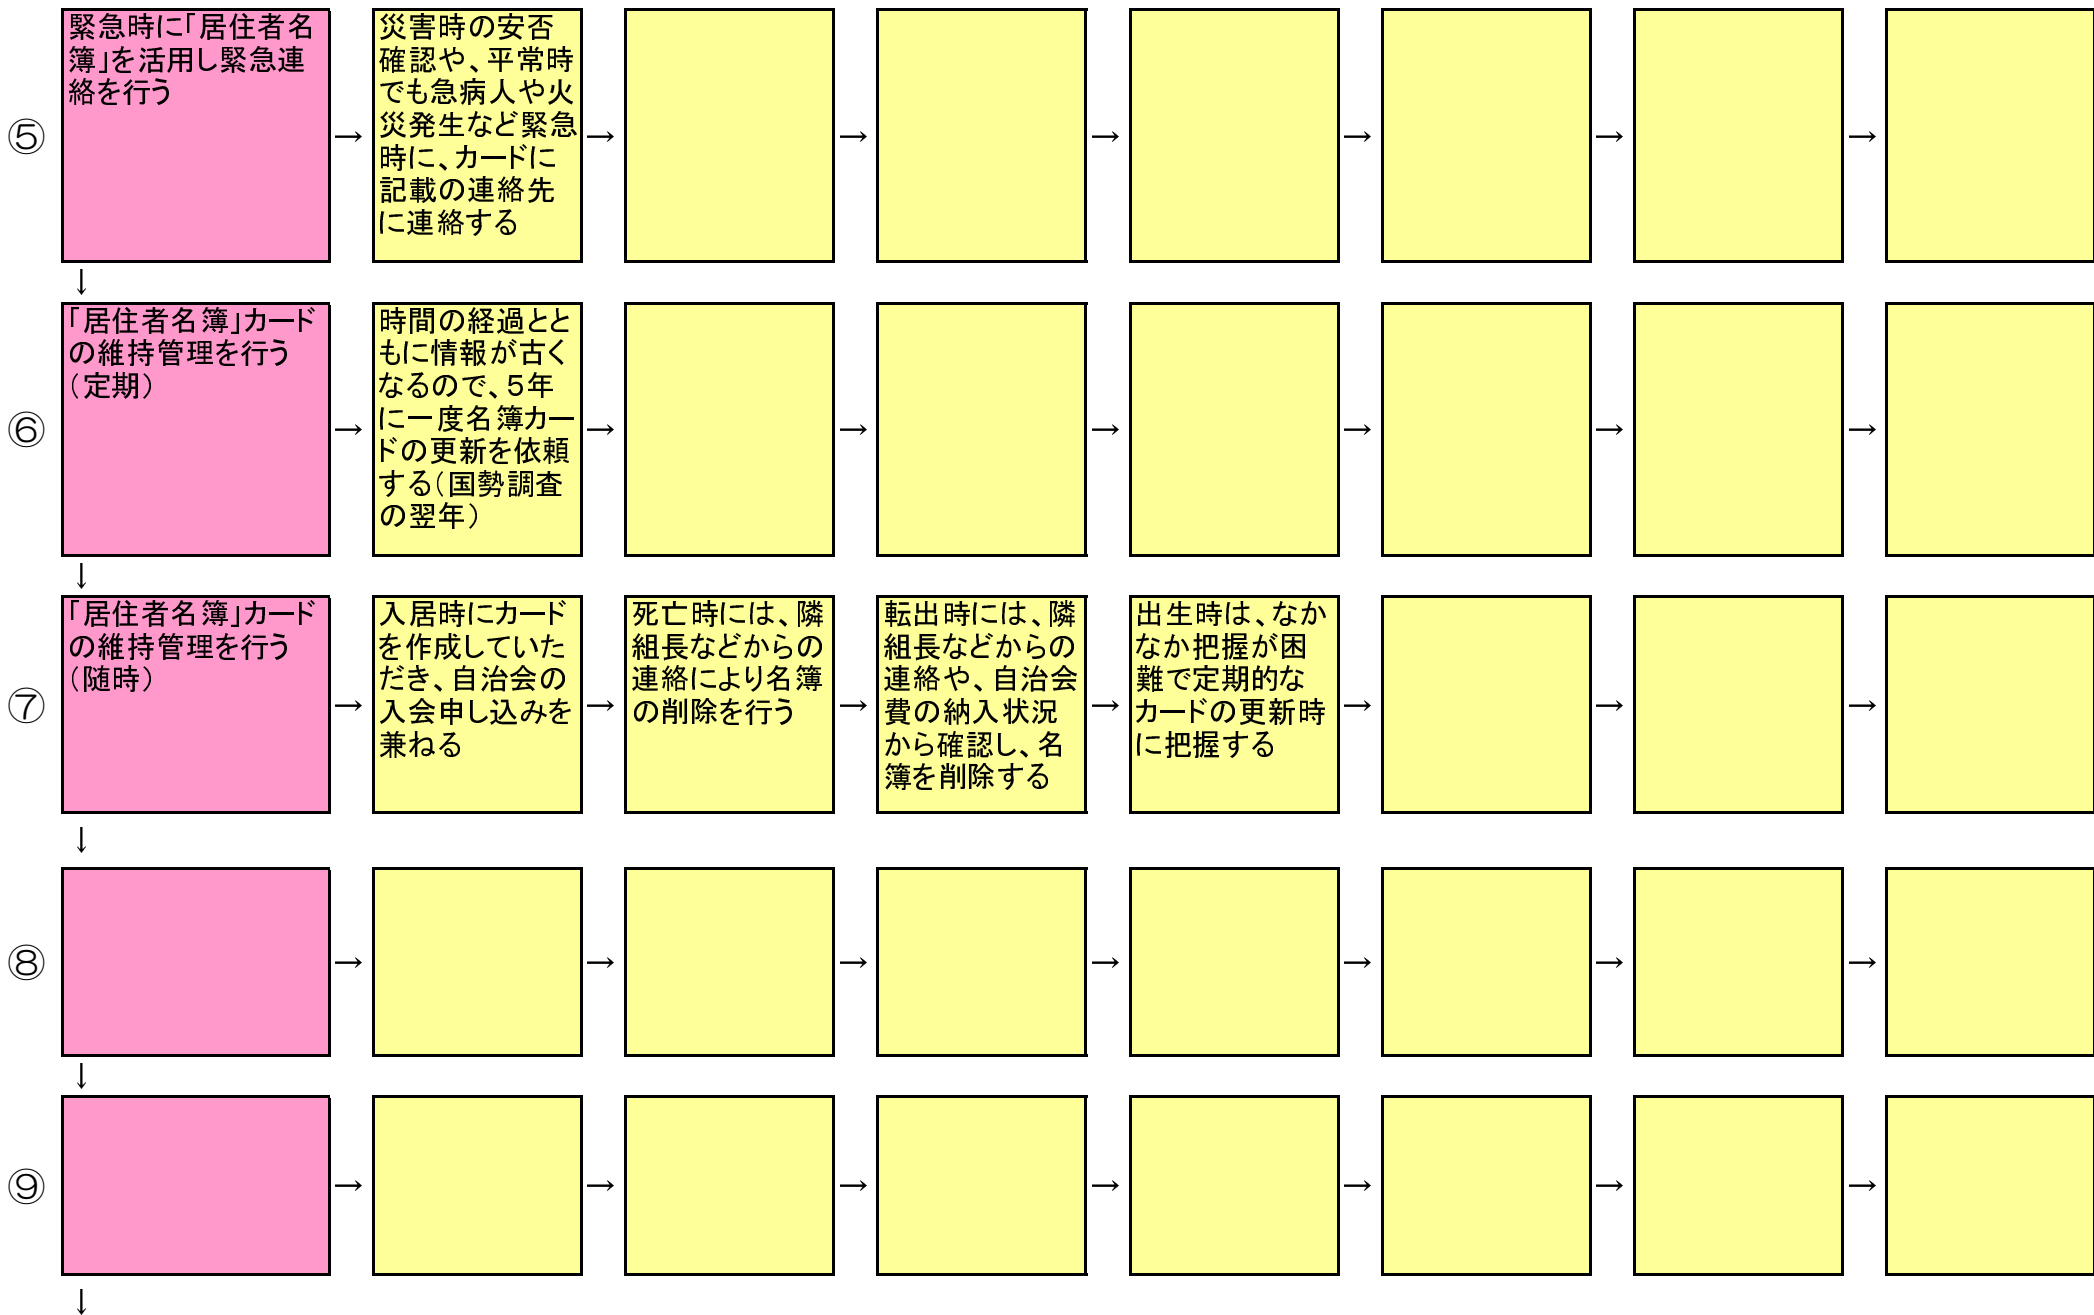 ⑤
緊急時に「居住者名
簿」を活用し緊急連
絡を行う
→
災害時の安否
確認や、平常時
でも急病人や火
災発生など緊急
時に、カードに
記載の連絡先
に連絡する
→
→
→
→
→
→
↓
⑥
「居住者名簿」カード
の維持管理を行う
（定期）
→
時間の経過とと
もに情報が古く
なるので、５年
に一度名簿カー
ドの更新を依頼
する（国勢調査
の翌年）
→
→
→
→
→
→
↓
⑦
「居住者名簿」カード
の維持管理を行う
（随時）
→
入居時にカード
を作成していた
だき、自治会の
入会申し込みを
兼ねる
→
死亡時には、隣
組長などからの
連絡により名簿
の削除を行う
→
転出時には、隣
組長などからの
連絡や、自治会
費の納入状況
から確認し、名
簿を削除する
→
出生時は、なか
なか把握が困
難で定期的な
カードの更新時
に把握する
→
→
→
↓
⑧
→
→
→
→
→
→
→
↓
⑨
→
→
→
→
→
→
→
↓